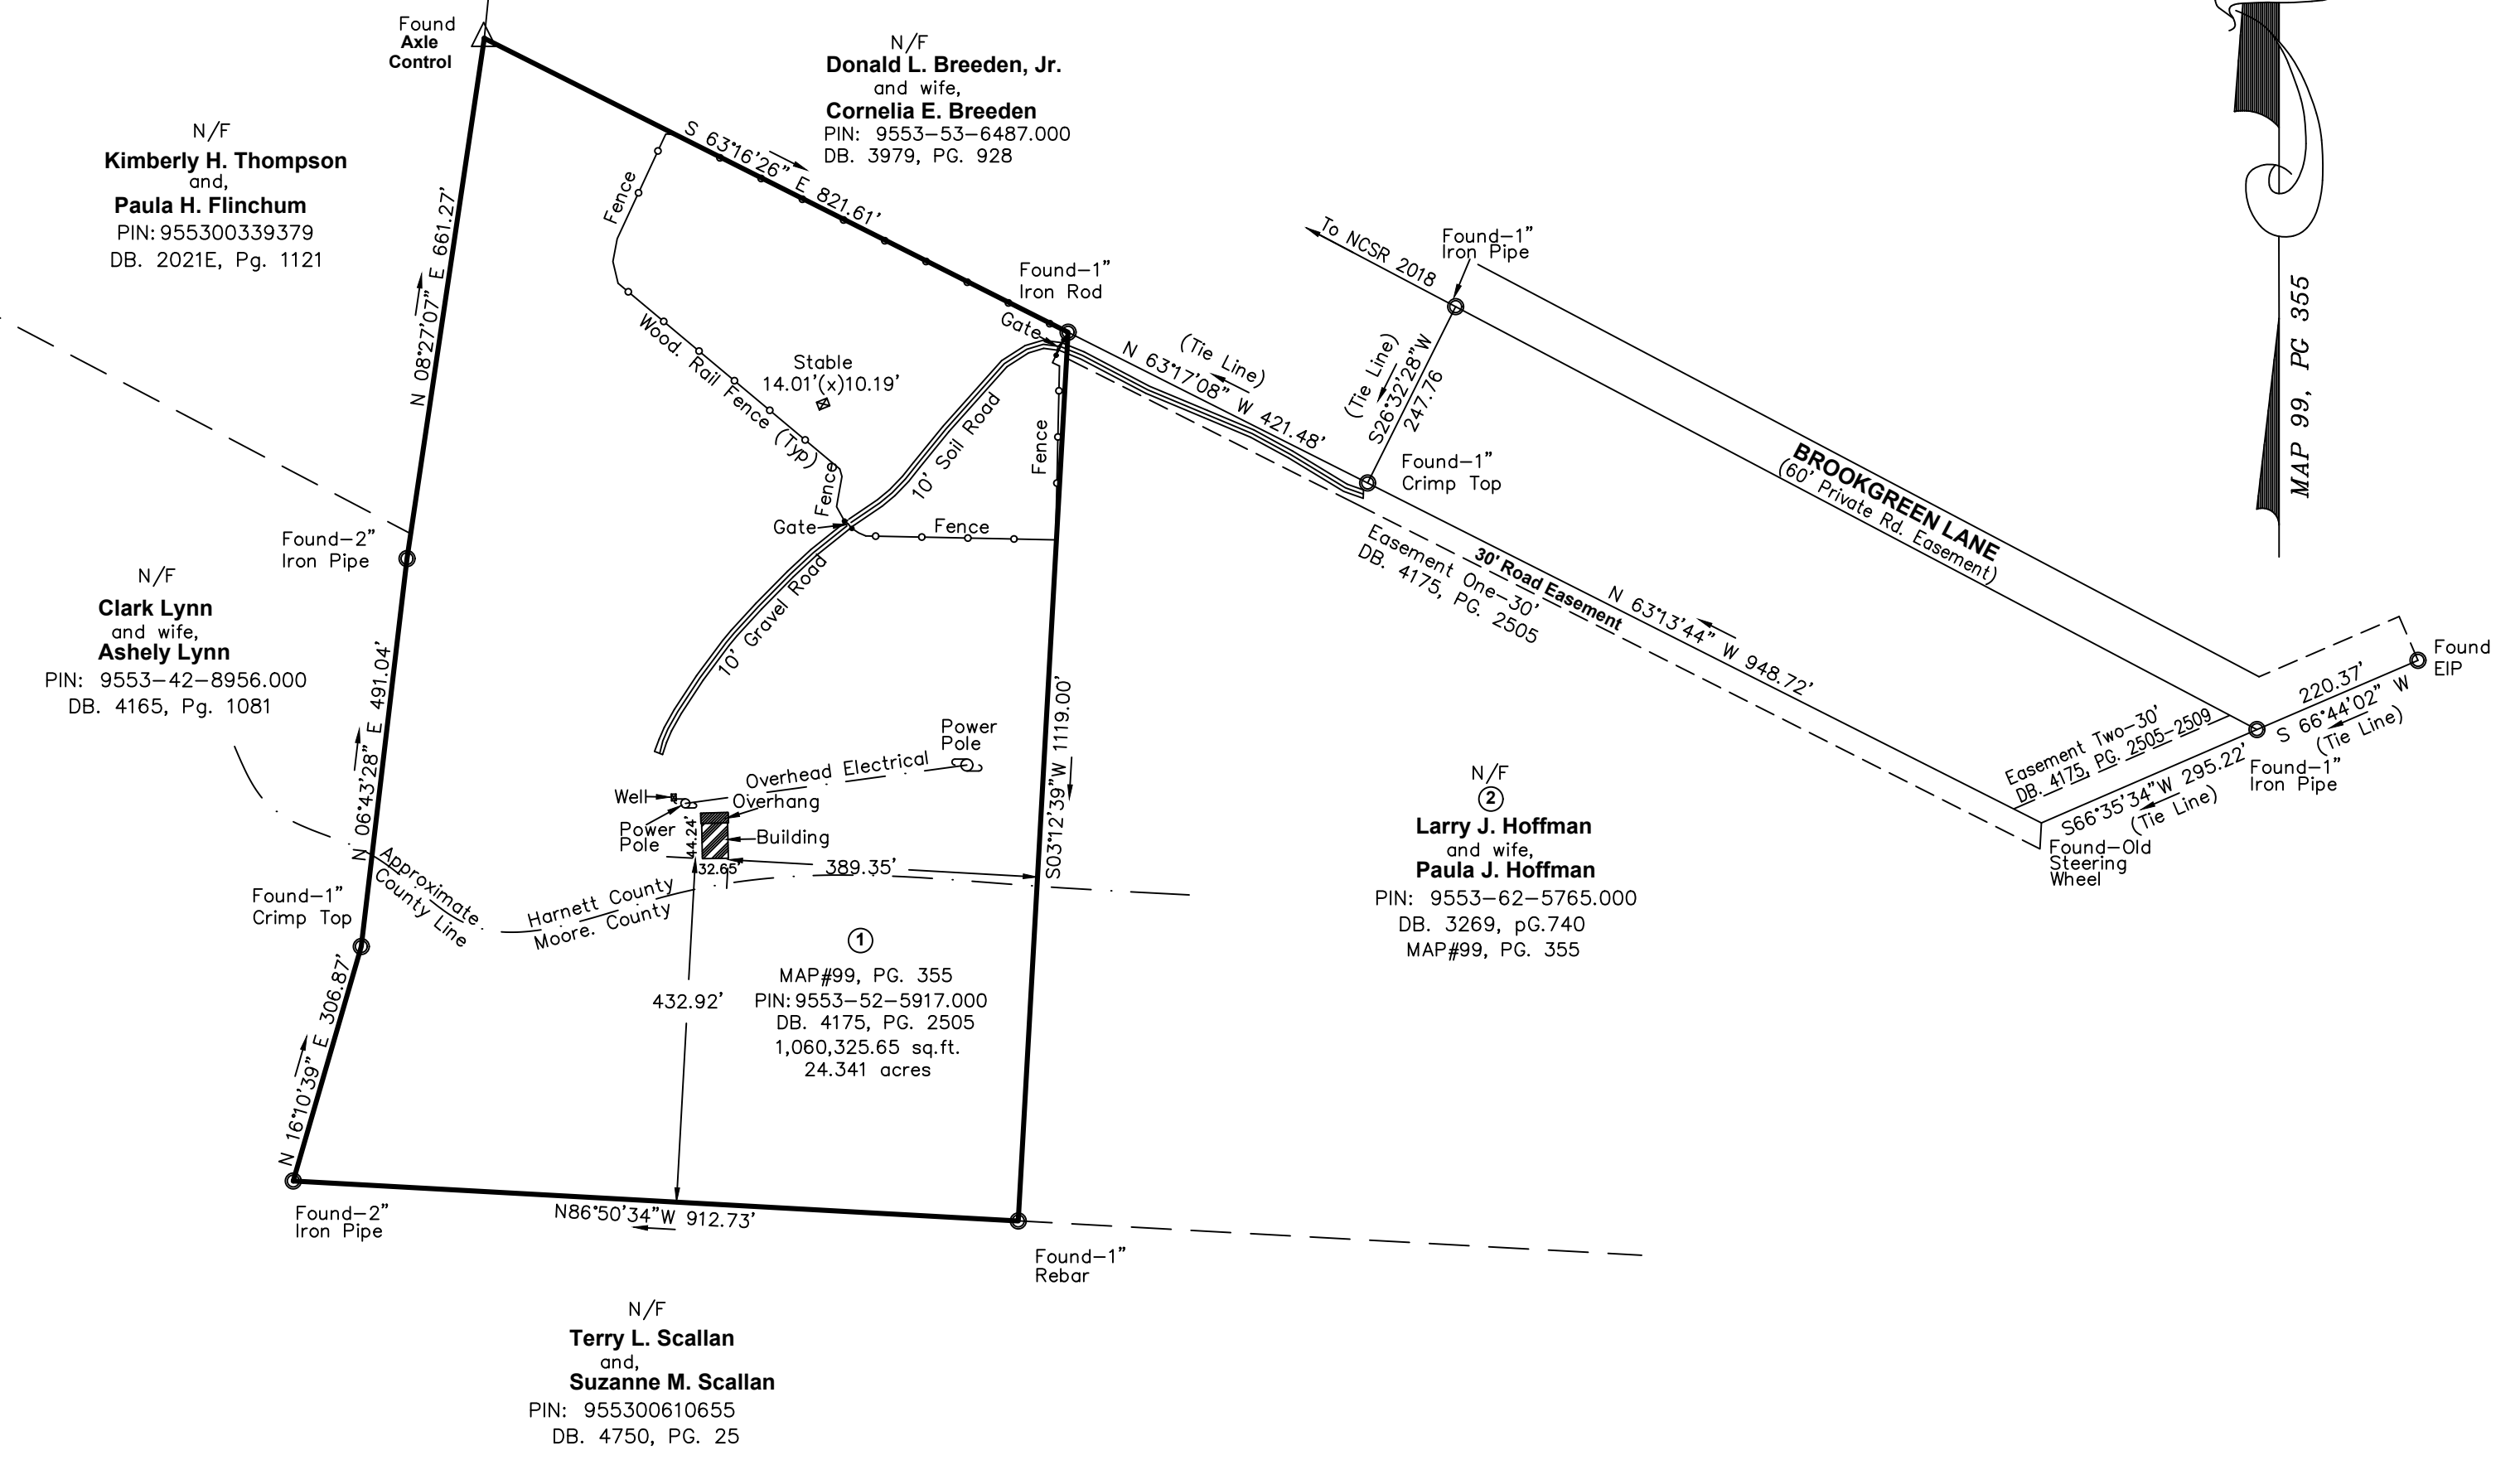 Found
Axle
Control
N/F
Donald L. Breeden, Jr.
and wife,
Cornelia E. Breeden
PIN: 9553-53-6487.000
DB. 3979, PG. 928
N/F
Kimberly H. Thompson
and,
Paula H. Flinchum
PIN: 955300339379
DB. 2021E, Pg. 1121
S 63°16'26" E 821.61'
N 08°27'07" E 661.27'
Fence
Wood. Rail Fence (Typ)
Stable
14.01'(x)10.19'
Found-1"
Iron Rod
Gate
10' Soil Road
Fence
Fence
Gate
Fence
10' Gravel Road
(Tie Line)
N 63°17'08" W 421.48'
To NCSR 2018
Found-1"
Iron Pipe
(Tie Line)
S26°32'28"W
247.76
Found-1"
Crimp Top
BROOKGREEN LANE
(60' Private Rd. Easement)
MAP 99, PG 355
Easement One-30'
DB. 4175, PG. 2505
30' Road Easement
N 63°13'44" W 948.72'
Found
EIP
220.37'
S 66°44'02" W
(Tie Line)
Easement Two-30'
DB. 4175, PG. 2505-2509
S66°35'34"W 295.22'
(Tie Line)
Found-1"
Iron Pipe
Found-Old
Steering
Wheel
Found-2"
Iron Pipe
N/F
Clark Lynn
and wife,
Ashely Lynn
PIN: 9553-42-8956.000
DB. 4165, Pg. 1081
N 06°43'28" E 491.04'
Approximate
County Line
Harnett County
Moore. County
Found-1"
Crimp Top
N 16°10'39" E 306.87'
Power
Pole
Overhead Electrical
Well
Overhang
Power
Pole
Building
44.24'
32.65'
389.35'
S03°12'39"W 1119.00'
432.92'
1
MAP#99, PG. 355
PIN: 9553-52-5917.000
DB. 4175, PG. 2505
1,060,325.65 sq.ft.
24.341 acres
N/F
2
Larry J. Hoffman
and wife,
Paula J. Hoffman
PIN: 9553-62-5765.000
DB. 3269, pG.740
MAP#99, PG. 355
Found-2"
Iron Pipe
N86°50'34"W 912.73'
Found-1"
Rebar
N/F
Terry L. Scallan
and,
Suzanne M. Scallan
PIN: 955300610655
DB. 4750, PG. 25